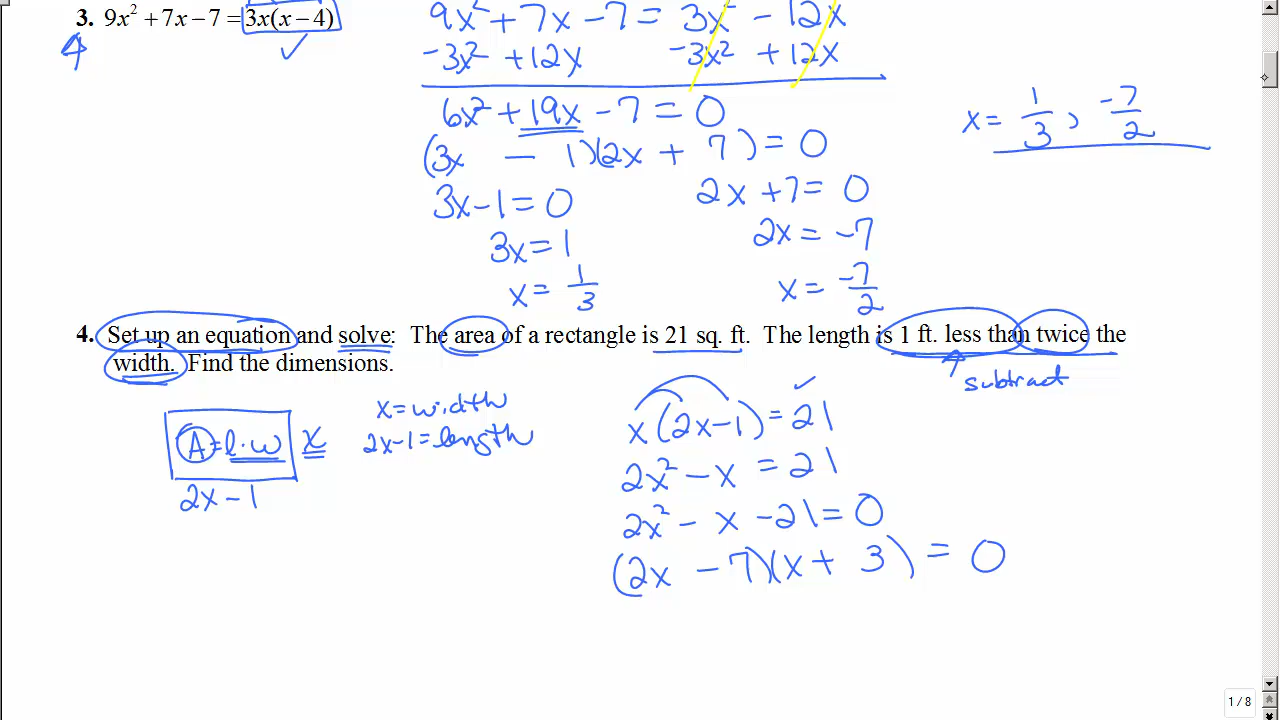 3. 9x² + 7x − 7 = 3x(x − 4) ✓
9x² + 7x − 7 = 3x² − 12x
−3x² + 12x −3x² + 12x
6x² + 19x − 7 = 0
(3x − 1)(2x + 7) = 0
3x − 1 = 0 2x + 7 = 0
3x = 1 2x = −7
x = 1/3 x = −7/2
x = 1/3, −7/2
4. Set up an equation and solve: The area of a rectangle is 21 sq. ft. The length is 1 ft. less than twice the
width. Find the dimensions.
subtract
A = l·w x
2x − 1
x = width
2x−1 = length
x(2x−1) = 21 ✓
2x² − x = 21
2x² − x − 21 = 0
(2x − 7)(x + 3) = 0
1 / 8